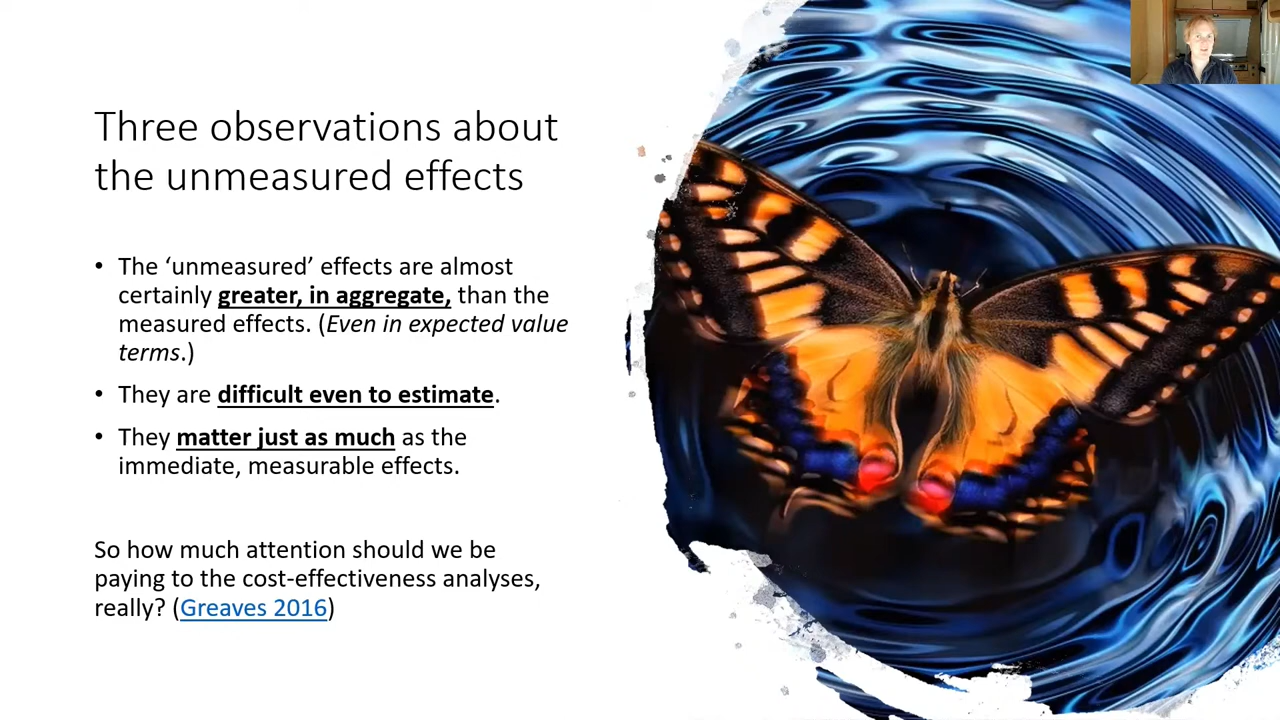 Three observations about
the unmeasured effects
• The ‘unmeasured’ effects are almost
certainly greater, in aggregate, than the
measured effects. (Even in expected value
terms.)
• They are difficult even to estimate.
• They matter just as much as the
immediate, measurable effects.
So how much attention should we be
paying to the cost-effectiveness analyses,
really? (Greaves 2016)